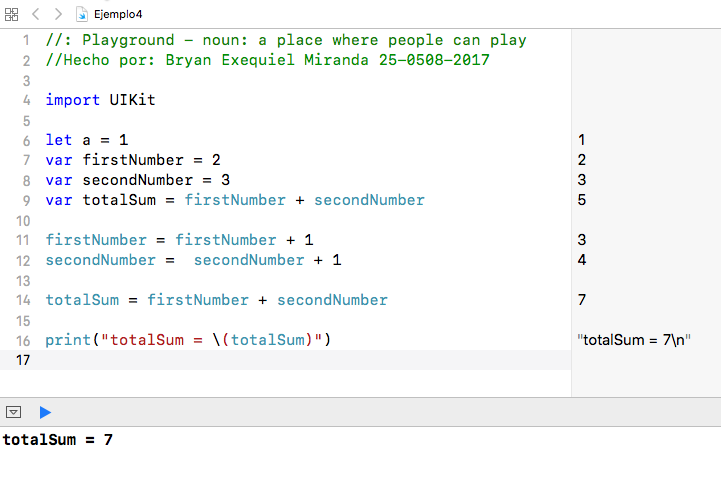 Ejemplo4
1 //: Playground - noun: a place where people can play
2 //Hecho por: Bryan Exequiel Miranda 25-0508-2017
3
4 import UIKit
5
6 let a = 1 1
7 var firstNumber = 2 2
8 var secondNumber = 3 3
9 var totalSum = firstNumber + secondNumber 5
10
11 firstNumber = firstNumber + 1 3
12 secondNumber =  secondNumber + 1 4
13
14 totalSum = firstNumber + secondNumber 7
15
16 print("totalSum = \(totalSum)") "totalSum = 7\n"
17
totalSum = 7